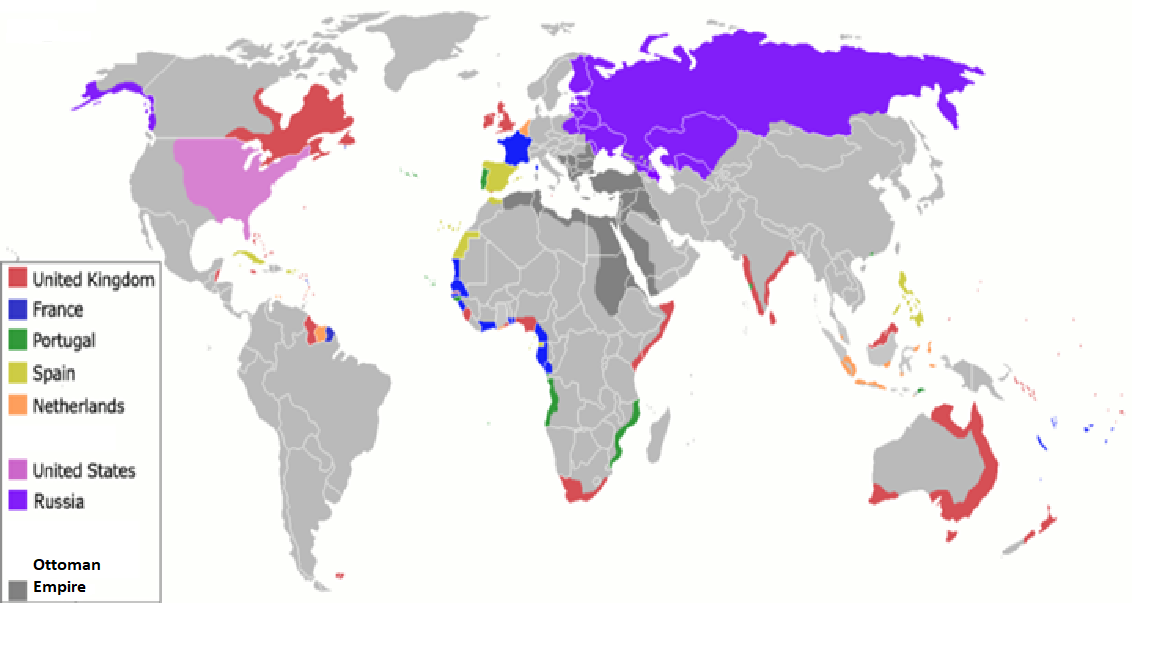 United Kingdom
France
Portugal
Spain
Netherlands
United States
Russia
Ottoman
Empire